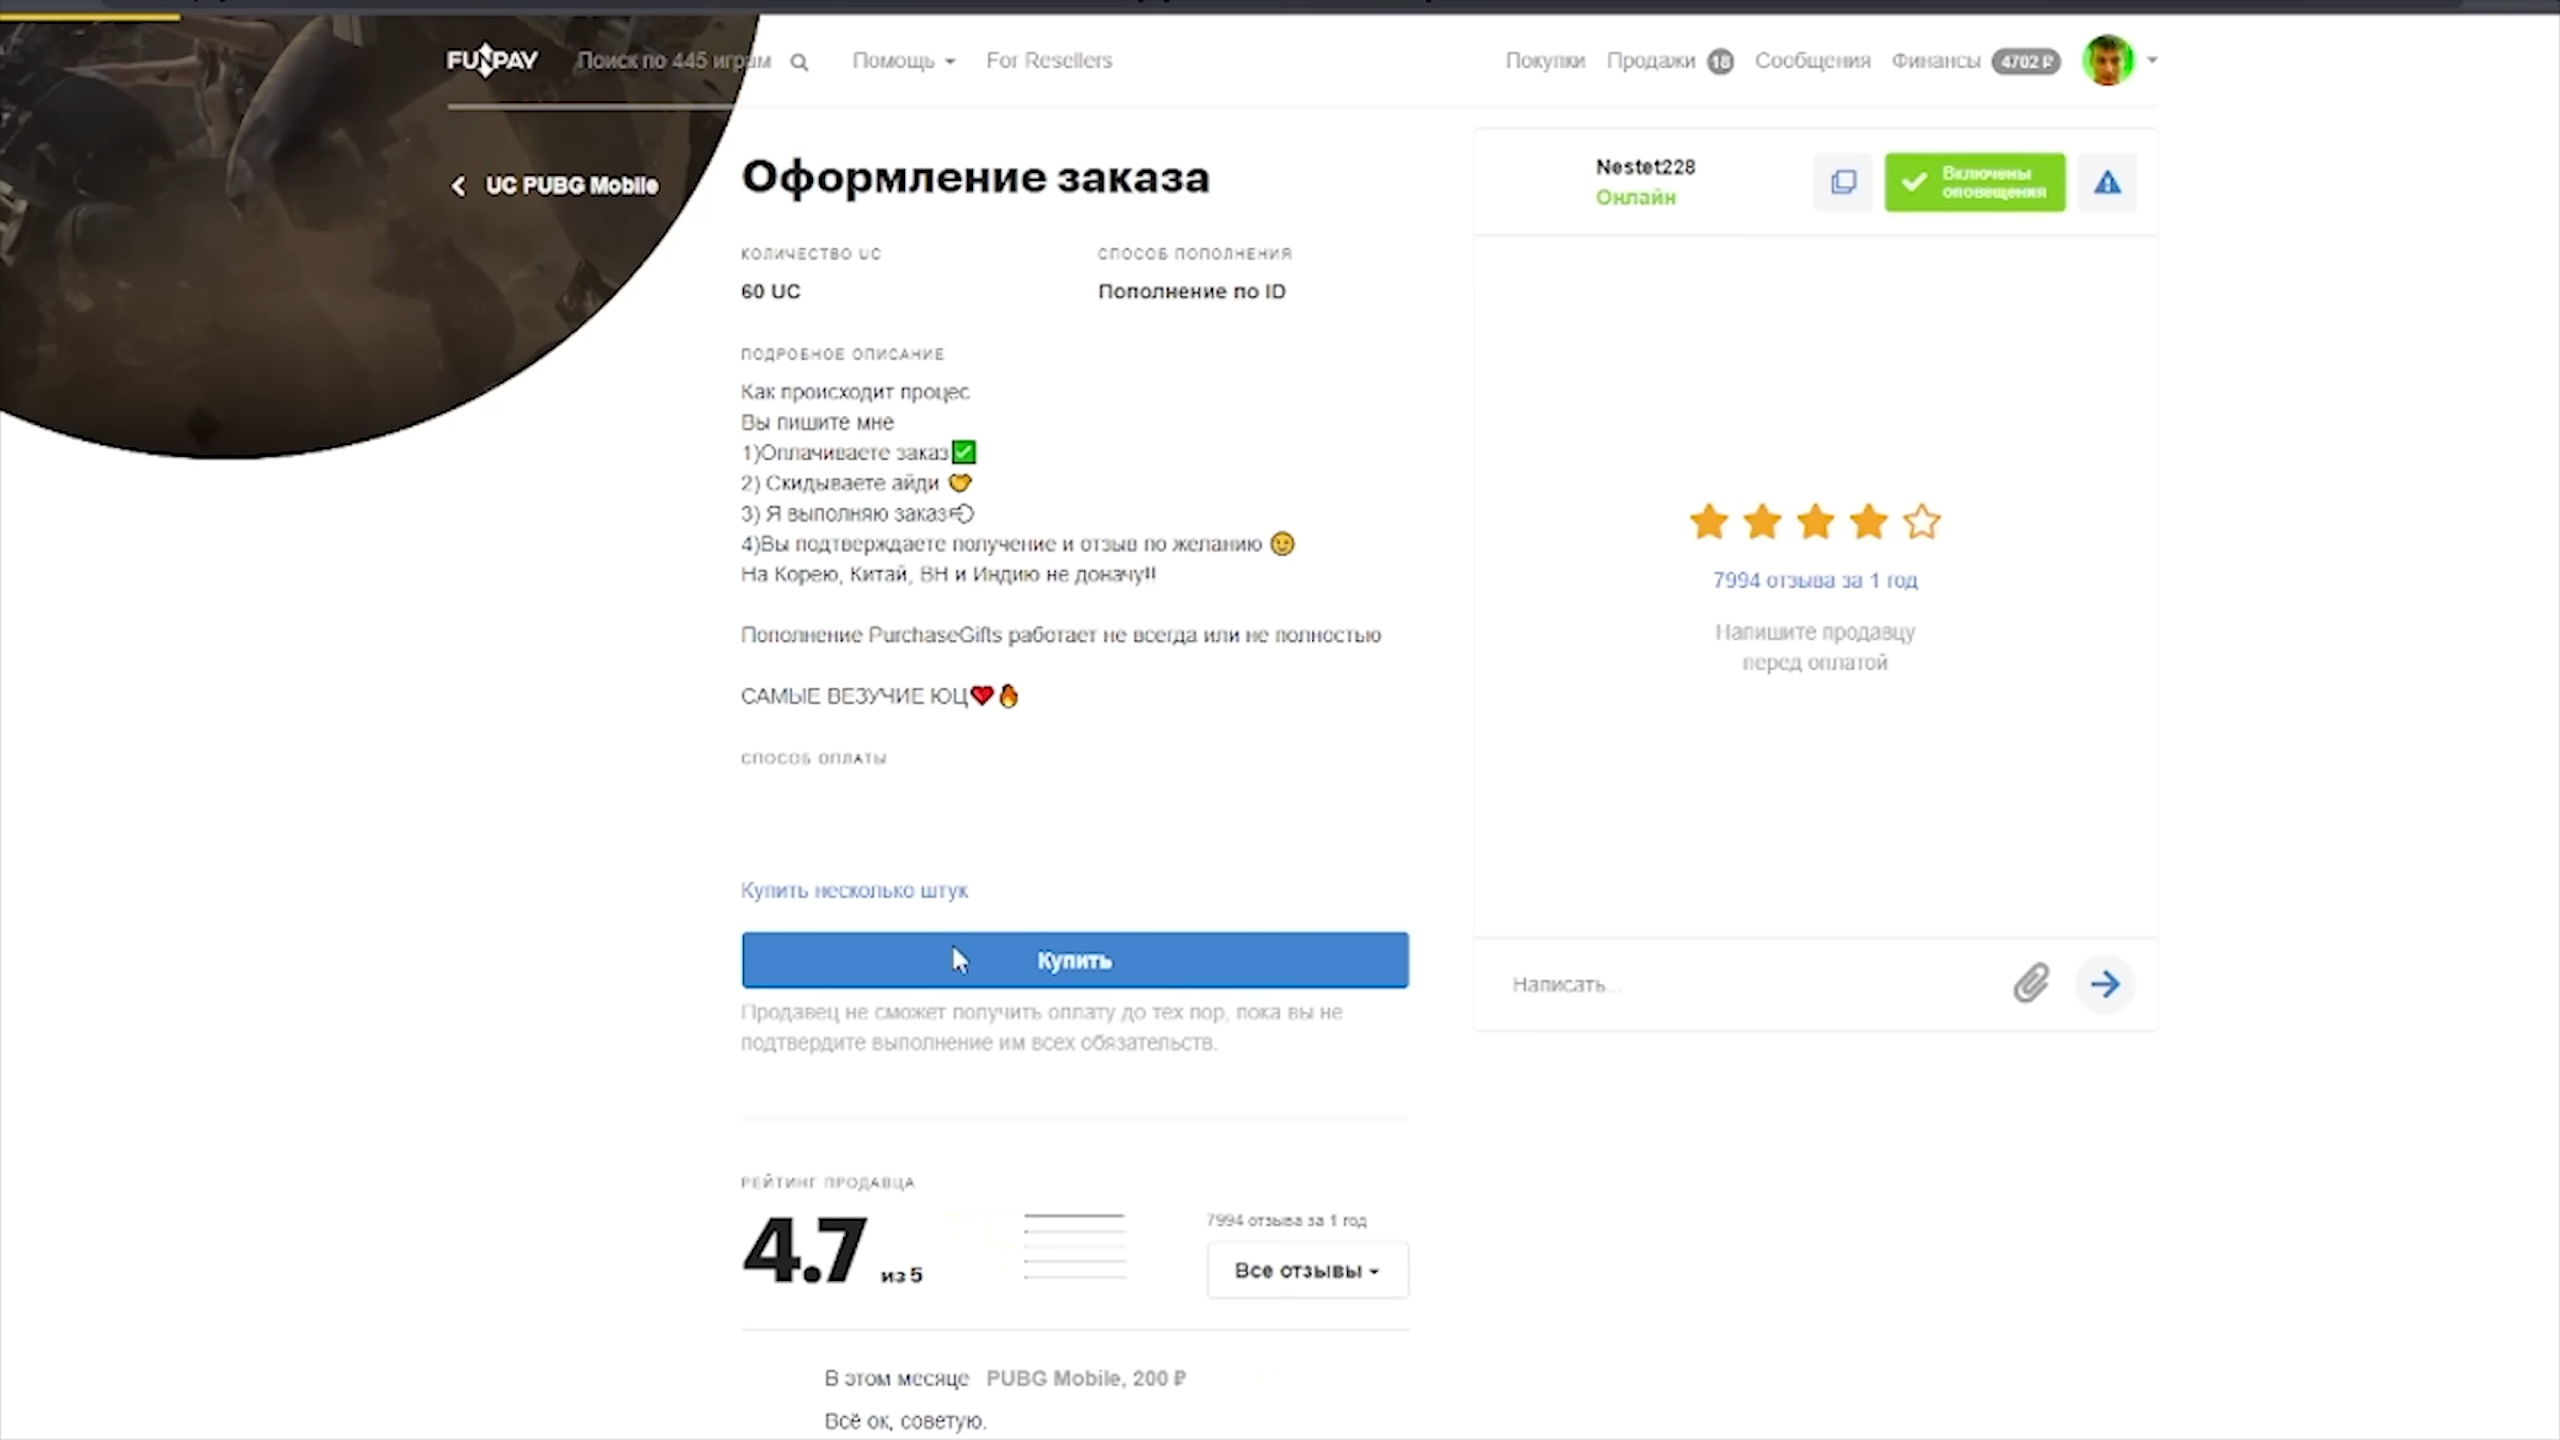 FUNPAY
Поиск по 445 играм
Помощь
For Resellers
Покупки
Продажи 18
Сообщения
Финансы 4702 ₽
UC PUBG Mobile
Оформление заказа
КОЛИЧЕСТВО UC
СПОСОБ ПОПОЛНЕНИЯ
60 UC
Пополнение по ID
ПОДРОБНОЕ ОПИСАНИЕ
Как происходит процес
Вы пишите мне
1)Оплачиваете заказ✅
2) Скидываете айди
3) Я выполняю заказ
4)Вы подтверждаете получение и отзыв по желанию 😉
На Корею, Китай, ВН и Индию не доначу!!
Пополнение PurchaseGifts работает не всегда или не полностью
САМЫЕ ВЕЗУЧИЕ ЮЦ❤🔥
СПОСОБ ОПЛАТЫ
Купить несколько штук
Купить
Продавец не сможет получить оплату до тех пор, пока вы не
подтвердите выполнение им всех обязательств.
РЕЙТИНГ ПРОДАВЦА
4.7 из 5
7994 отзыва за 1 год
Все отзывы
В этом месяце PUBG Mobile, 200 ₽
Всё ок, советую.
Nestet228
Онлайн
Включены
оповещения
7994 отзыва за 1 год
Напишите продавцу
перед оплатой
Написать...